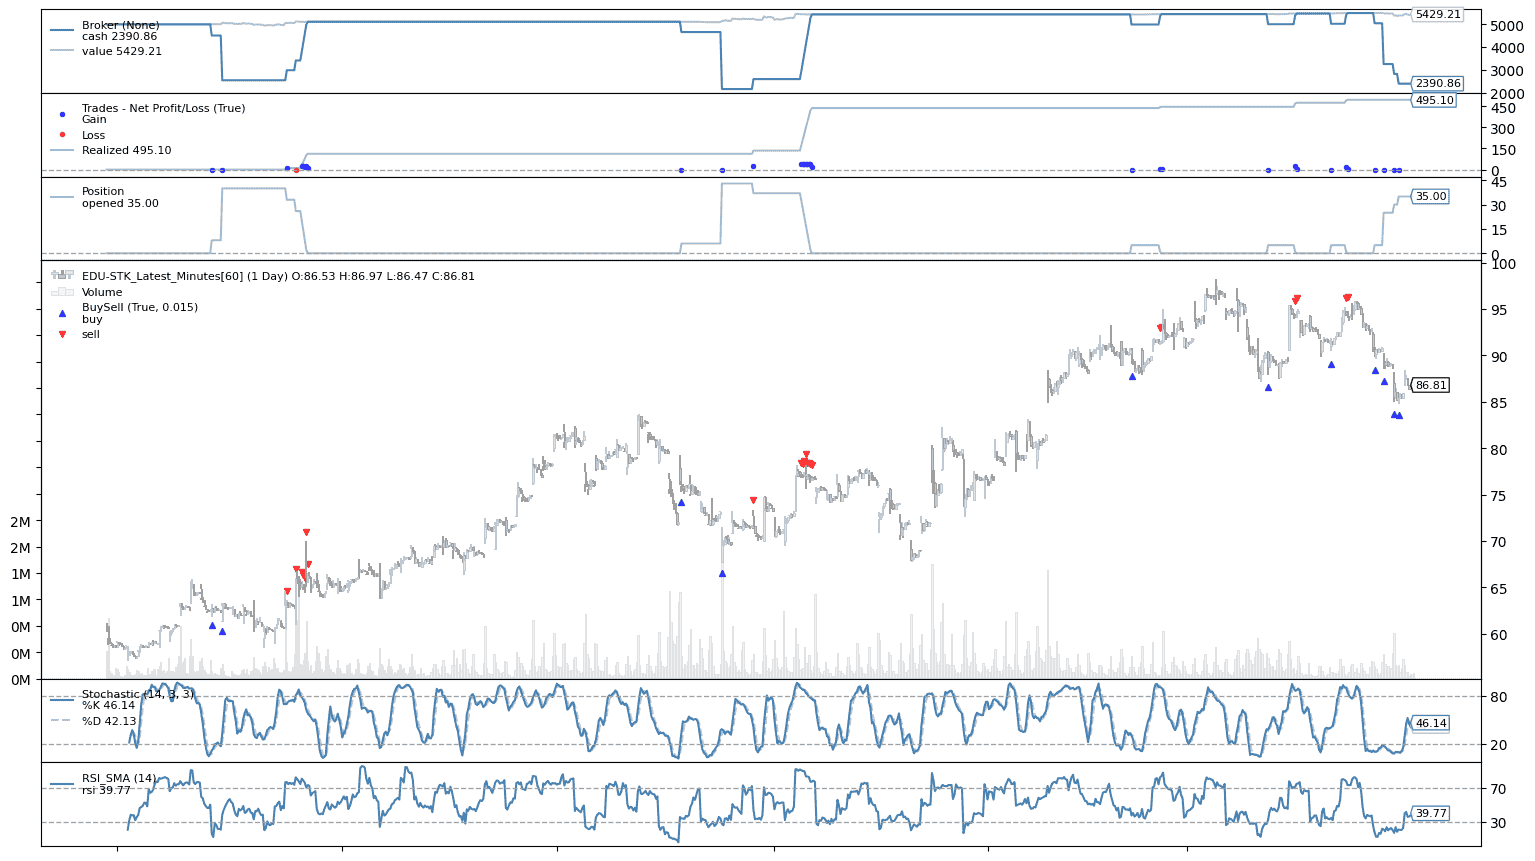 Broker (None)
cash 2390.86
value 5429.21
5429.21
5000
4000
3000
2390.86
2000
Trades - Net Profit/Loss (True)
Gain
Loss
Realized 495.10
495.10
450
300
150
0
Position
opened 35.00
45
35.00
30
15
0
EDU-STK_Latest_Minutes[60] (1 Day) O:86.53 H:86.97 L:86.47 C:86.81
Volume
BuySell (True, 0.015)
buy
sell
100
95
90
86.81
85
80
75
70
65
60
2M
2M
1M
1M
0M
0M
0M
Stochastic (14, 3, 3)
%K 46.14
%D 42.13
80
46.14
20
RSI_SMA (14)
rsi 39.77
70
39.77
30